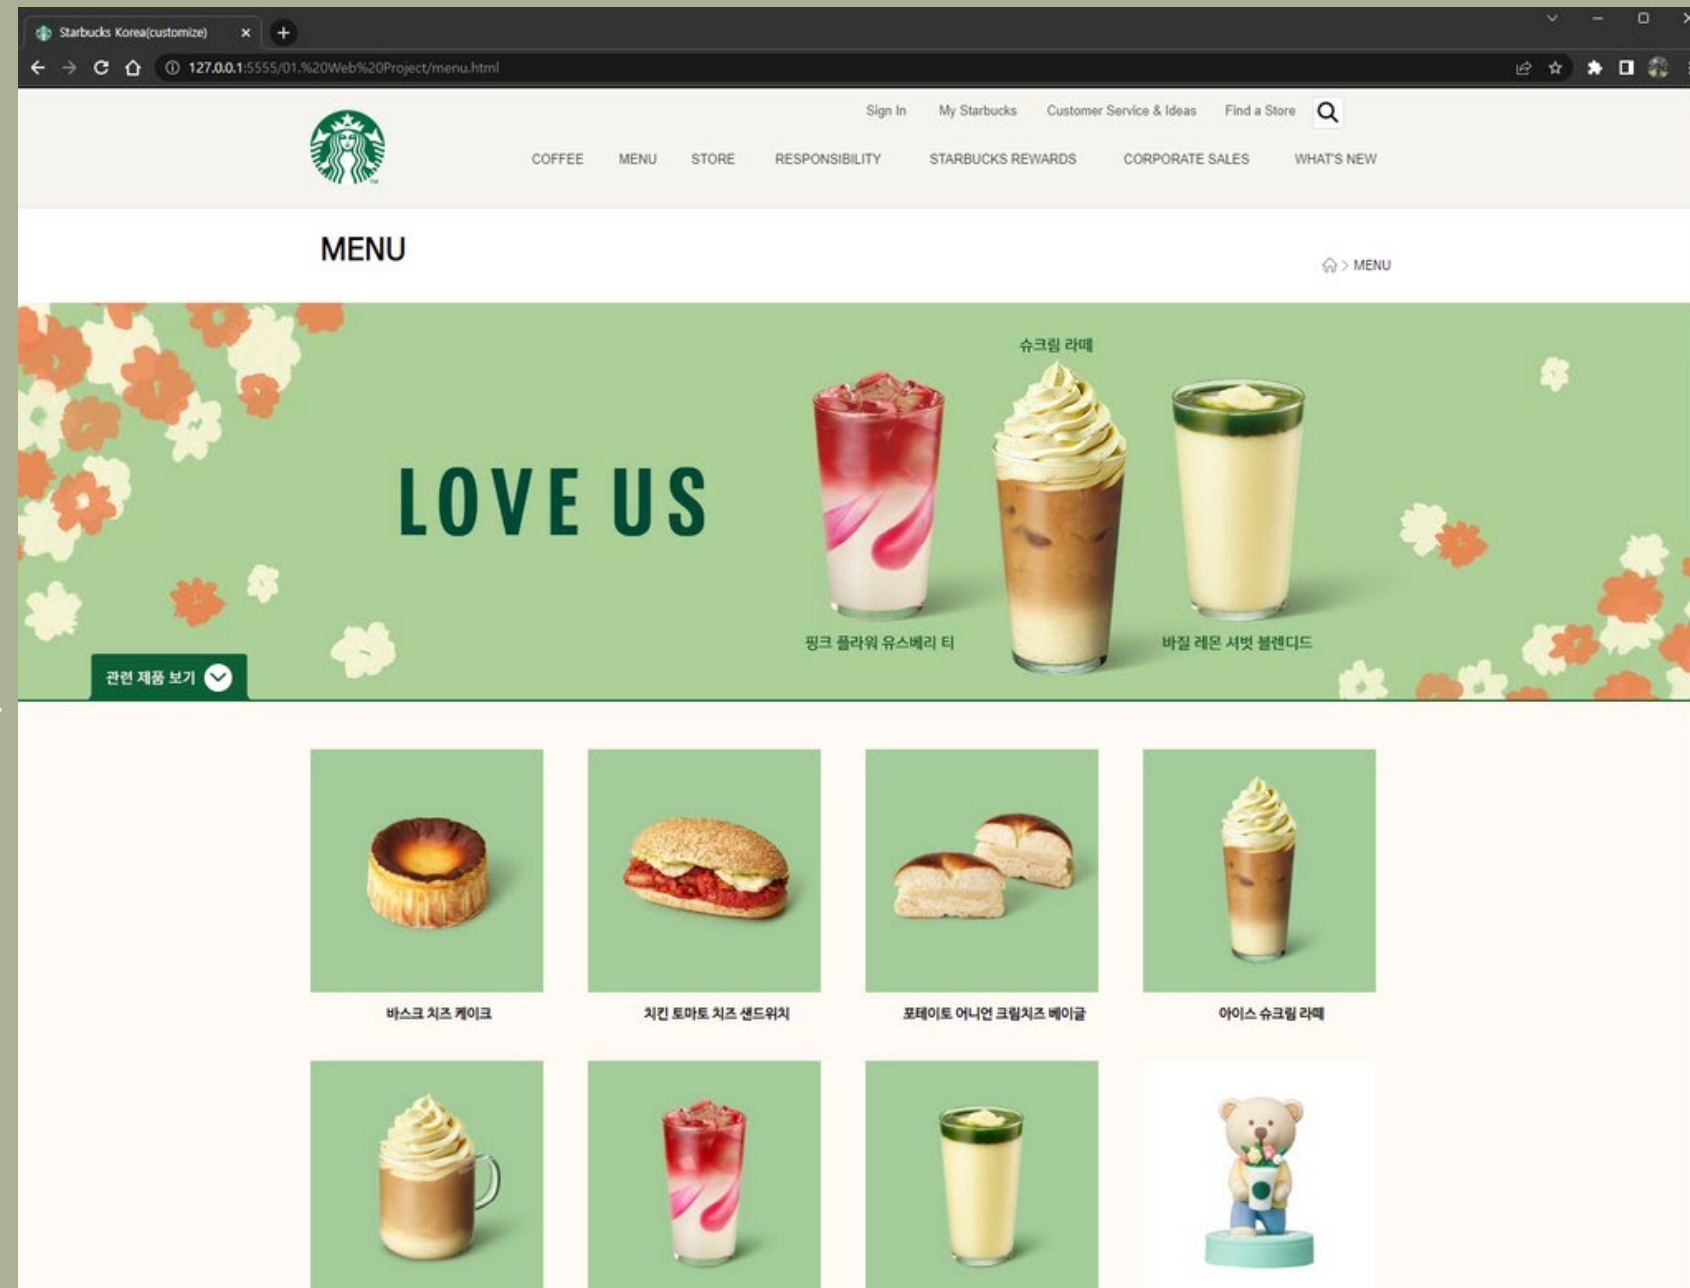 Starbucks Korea(customize)
127.0.0.1:5555/01.%20Web%20Project/menu.html
Sign In My Starbucks Customer Service & Ideas Find a Store
COFFEE MENU STORE RESPONSIBILITY STARBUCKS REWARDS CORPORATE SALES WHAT'S NEW
MENU
> MENU
슈크림 라떼
LOVE US
핑크 플라워 유스베리 티
바질 레몬 셔벗 블렌디드
관련 제품 보기
바스크 치즈 케이크
치킨 토마토 치즈 샌드위치
포테이토 어니언 크림치즈 베이글
아이스 슈크림 라떼